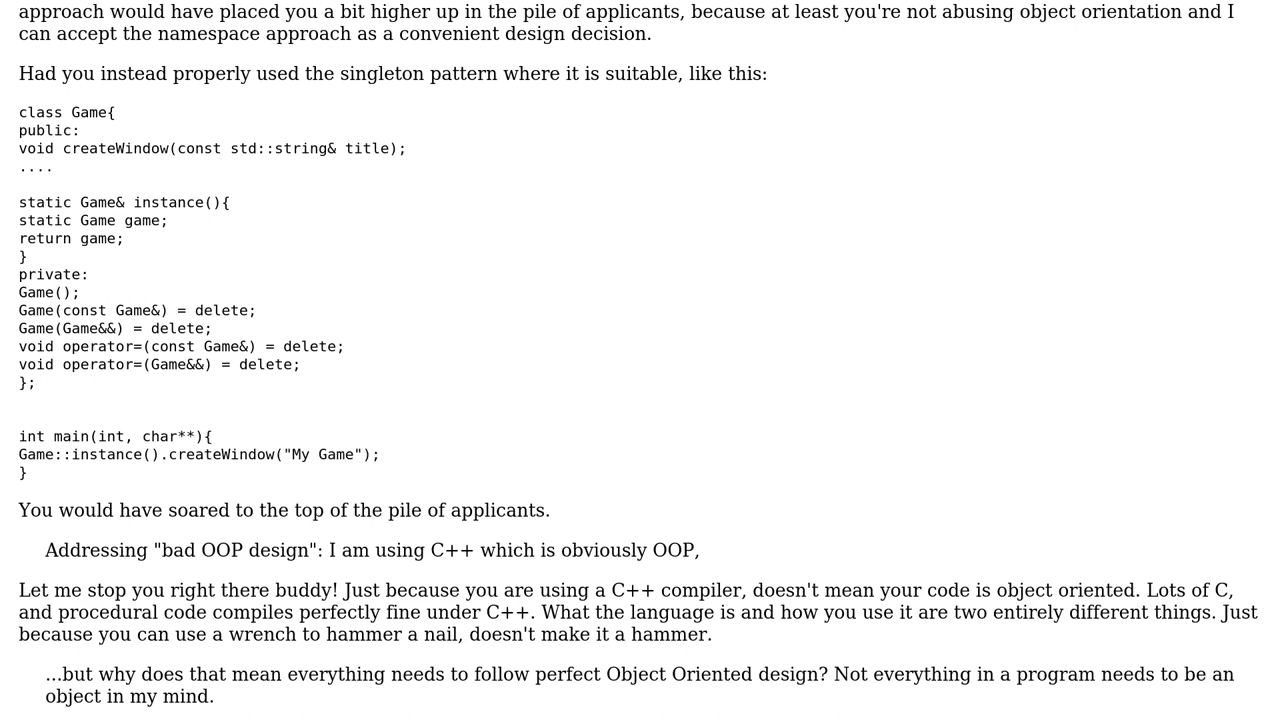 approach would have placed you a bit higher up in the pile of applicants, because at least you're not abusing object orientation and I
can accept the namespace approach as a convenient design decision.
Had you instead properly used the singleton pattern where it is suitable, like this:
class Game{
public:
void createWindow(const std::string& title);
....
static Game& instance(){
static Game game;
return game;
}
private:
Game();
Game(const Game&) = delete;
Game(Game&&) = delete;
void operator=(const Game&) = delete;
void operator=(Game&&) = delete;
};
int main(int, char**){
Game::instance().createWindow("My Game");
}
You would have soared to the top of the pile of applicants.
Addressing "bad OOP design": I am using C++ which is obviously OOP,
Let me stop you right there buddy! Just because you are using a C++ compiler, doesn't mean your code is object oriented. Lots of C,
and procedural code compiles perfectly fine under C++. What the language is and how you use it are two entirely different things. Just
because you can use a wrench to hammer a nail, doesn't make it a hammer.
...but why does that mean everything needs to follow perfect Object Oriented design? Not everything in a program needs to be an
object in my mind.